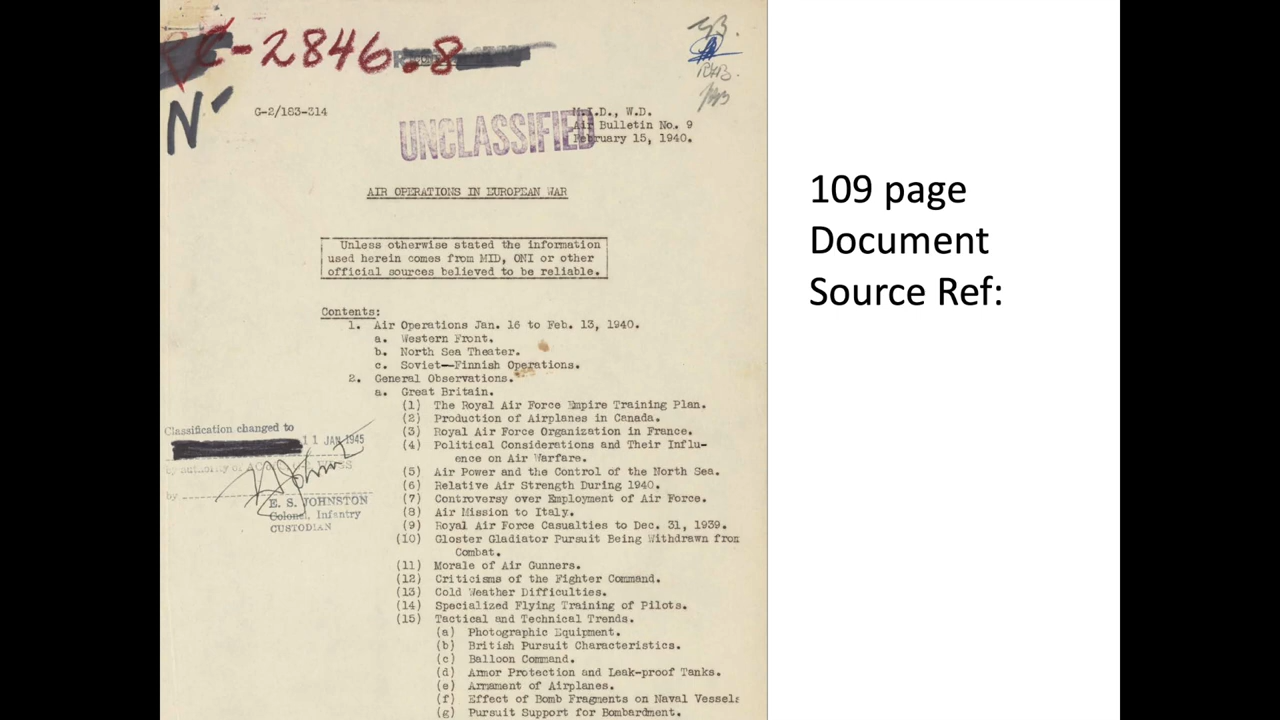 C-2846.8
N
G-2/183-314
UNCLASSIFIED
M.I.D., W.D.
Air Bulletin No. 9
February 15, 1940.
AIR OPERATIONS IN EUROPEAN WAR
Unless otherwise stated the information
used herein comes from MID, ONI or other
official sources believed to be reliable.
Contents:
1. Air Operations Jan. 16 to Feb. 13, 1940.
a. Western Front.
b. North Sea Theater.
c. Soviet—Finnish Operations.
2. General Observations.
a. Great Britain.
(1) The Royal Air Force Empire Training Plan.
(2) Production of Airplanes in Canada.
(3) Royal Air Force Organization in France.
(4) Political Considerations and Their Influ-
ence on Air Warfare.
(5) Air Power and the Control of the North Sea.
(6) Relative Air Strength During 1940.
(7) Controversy over Employment of Air Force.
(8) Air Mission to Italy.
(9) Royal Air Force Casualties to Dec. 31, 1939.
(10) Gloster Gladiator Pursuit Being Withdrawn from
Combat.
(11) Morale of Air Gunners.
(12) Criticisms of the Fighter Command.
(13) Cold Weather Difficulties.
(14) Specialized Flying Training of Pilots.
(15) Tactical and Technical Trends.
(a) Photographic Equipment.
(b) British Pursuit Characteristics.
(c) Balloon Command.
(d) Armor Protection and Leak-proof Tanks.
(e) Armament of Airplanes.
(f) Effect of Bomb Fragments on Naval Vessels
(g) Pursuit Support for Bombardment.
Classification changed to
11 JAN 1945
by authority of
by
E. S. JOHNSTON
Colonel, Infantry
CUSTODIAN
109 page
Document
Source Ref: